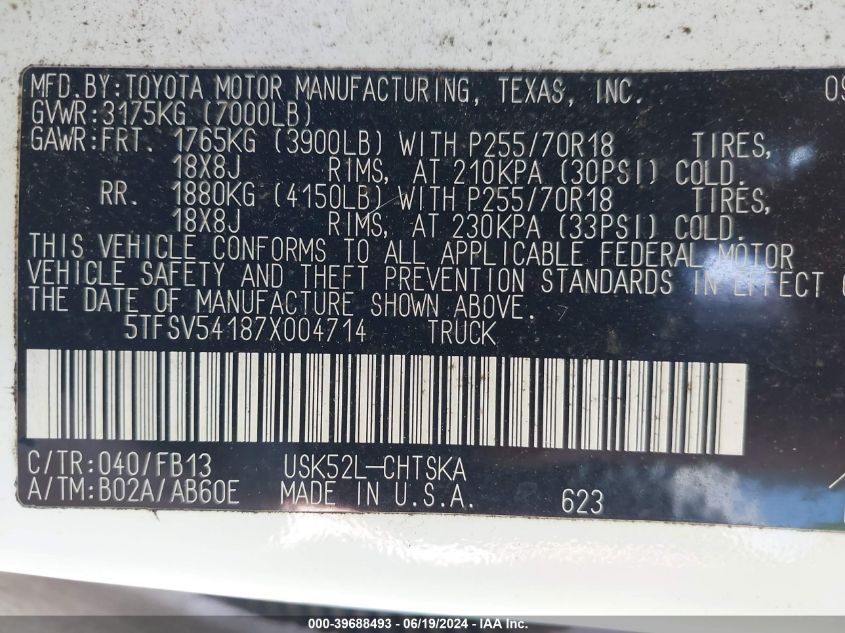 MFD.BY:TOYOTA MOTOR MANUFACTURING, TEXAS, INC. 09
GVWR:3175KG (7000LB)
GAWR:FRT. 1765KG (3900LB) WITH P255/70R18 TIRES,
18X8J RIMS, AT 210KPA (30PSI) COLD.
RR. 1880KG (4150LB) WITH P255/70R18 TIRES,
18X8J RIMS, AT 230KPA (33PSI) COLD.
THIS VEHICLE CONFORMS TO ALL APPLICABLE FEDERAL MOTOR
VEHICLE SAFETY AND THEFT PREVENTION STANDARDS IN EFFECT
THE DATE OF MANUFACTURE SHOWN ABOVE.
5TFSV54187X004714 TRUCK
C/TR:040/FB13 USK52L-CHTSKA
A/TM:B02A/AB60E MADE IN U.S.A. 623
000-39688493 - 06/19/2024 - IAA Inc.